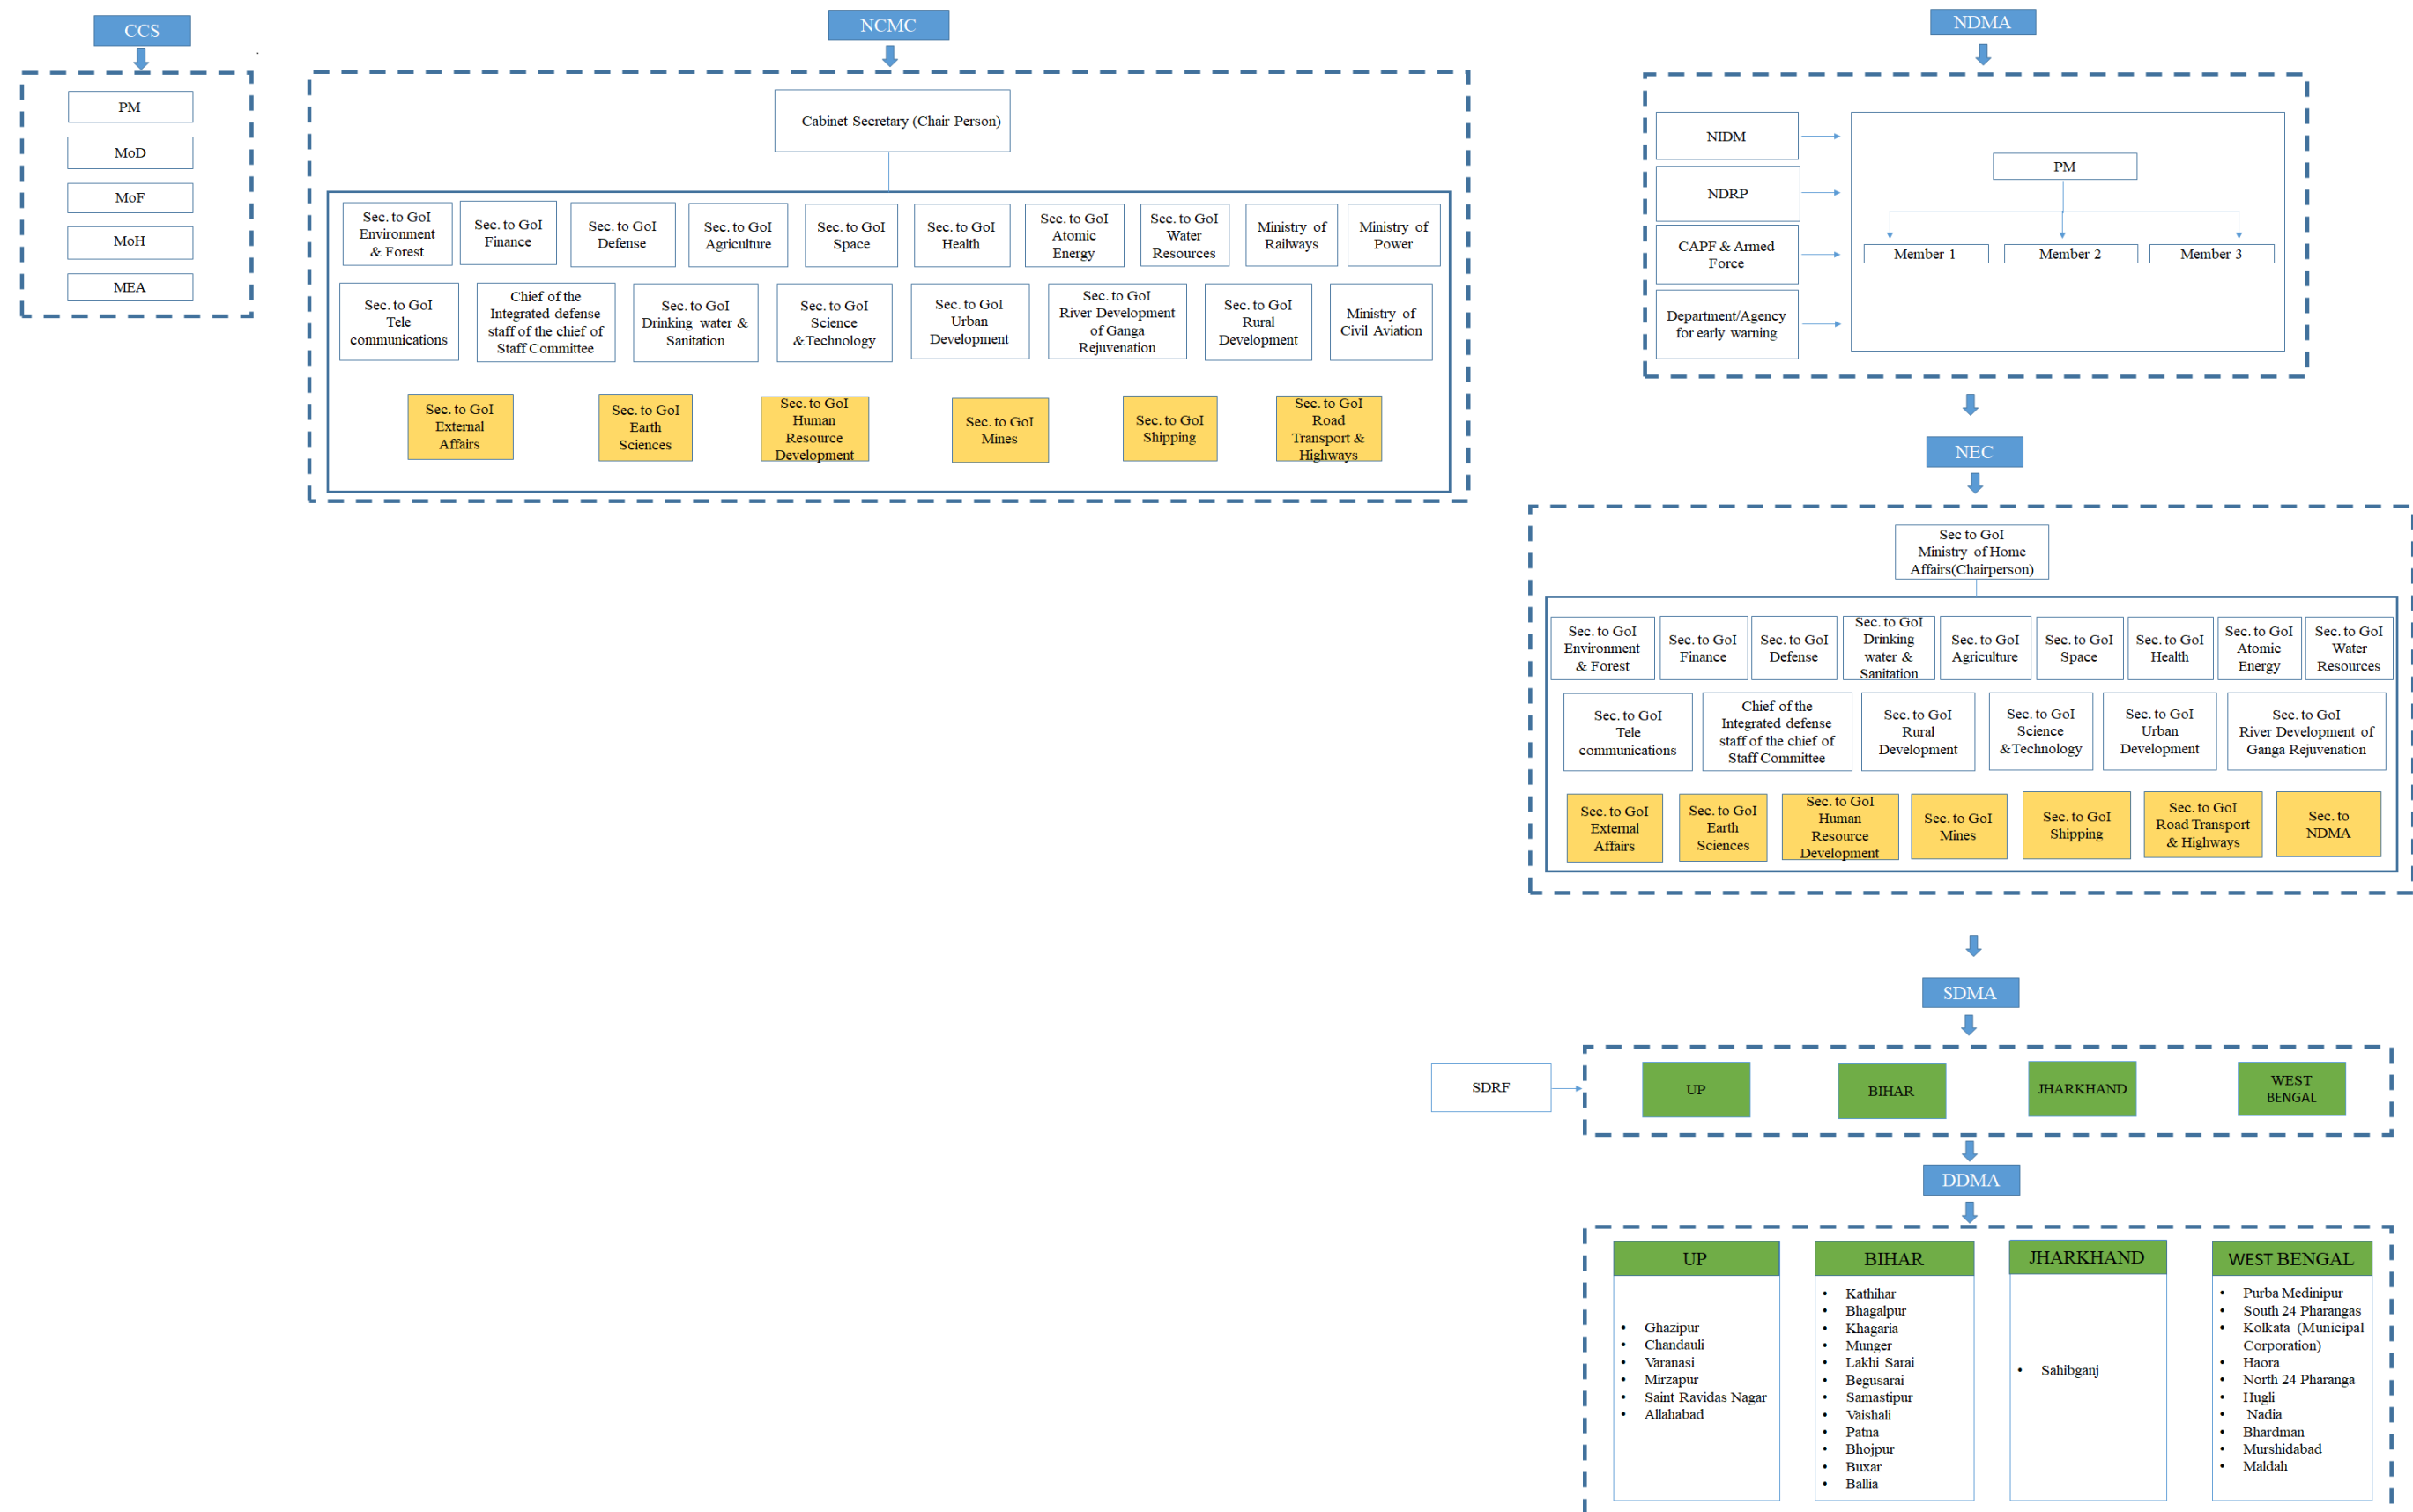 CCS
PM
MoD
MoF
MoH
MEA
NCMC
Cabinet Secretary (Chair Person)
Sec. to GoI
Environment
& Forest
Sec. to GoI
Finance
Sec. to GoI
Defense
Sec. to GoI
Agriculture
Sec. to GoI
Space
Sec. to GoI
Health
Sec. to GoI
Atomic
Energy
Sec. to GoI
Water
Resources
Ministry of
Railways
Ministry of
Power
Sec. to GoI
Tele
communications
Chief of the
Integrated defense
staff of the chief of
Staff Committee
Sec. to GoI
Drinking water &
Sanitation
Sec. to GoI
Science
&Technology
Sec. to GoI
Urban
Development
Sec. to GoI
River Development
of Ganga
Rejuvenation
Sec. to GoI
Rural
Development
Ministry of
Civil Aviation
Sec. to GoI
External
Affairs
Sec. to GoI
Earth
Sciences
Sec. to GoI
Human
Resource
Development
Sec. to GoI
Mines
Sec. to GoI
Shipping
Sec. to GoI
Road
Transport &
Highways
NDMA
NIDM
NDRP
CAPF & Armed
Force
Department/Agency
for early warning
PM
Member 1
Member 2
Member 3
NEC
Sec to GoI
Ministry of Home
Affairs(Chairperson)
Sec. to GoI
Environment
& Forest
Sec. to GoI
Finance
Sec. to GoI
Defense
Sec. to GoI
Drinking
water &
Sanitation
Sec. to GoI
Agriculture
Sec. to GoI
Space
Sec. to GoI
Health
Sec. to GoI
Atomic
Energy
Sec. to GoI
Water
Resources
Sec. to GoI
Tele
communications
Chief of the
Integrated defense
staff of the chief of
Staff Committee
Sec. to GoI
Rural
Development
Sec. to GoI
Science
&Technology
Sec. to GoI
Urban
Development
Sec. to GoI
River Development of
Ganga Rejuvenation
Sec. to GoI
External
Affairs
Sec. to GoI
Earth
Sciences
Sec. to GoI
Human
Resource
Development
Sec. to GoI
Mines
Sec. to GoI
Shipping
Sec. to GoI
Road Transport
& Highways
Sec. to
NDMA
SDMA
SDRF
UP
BIHAR
JHARKHAND
WEST
BENGAL
DDMA
UP
• Ghazipur
• Chandauli
• Varanasi
• Mirzapur
• Saint Ravidas Nagar
• Allahabad
BIHAR
• Kathihar
• Bhagalpur
• Khagaria
• Munger
• Lakhi Sarai
• Begusarai
• Samastipur
• Vaishali
• Patna
• Bhojpur
• Buxar
• Ballia
JHARKHAND
• Sahibganj
WEST BENGAL
• Purba Medinipur
• South 24 Pharangas
• Kolkata (Municipal
Corporation)
• Haora
• North 24 Pharanga
• Hugli
• Nadia
• Bhardman
• Murshidabad
• Maldah